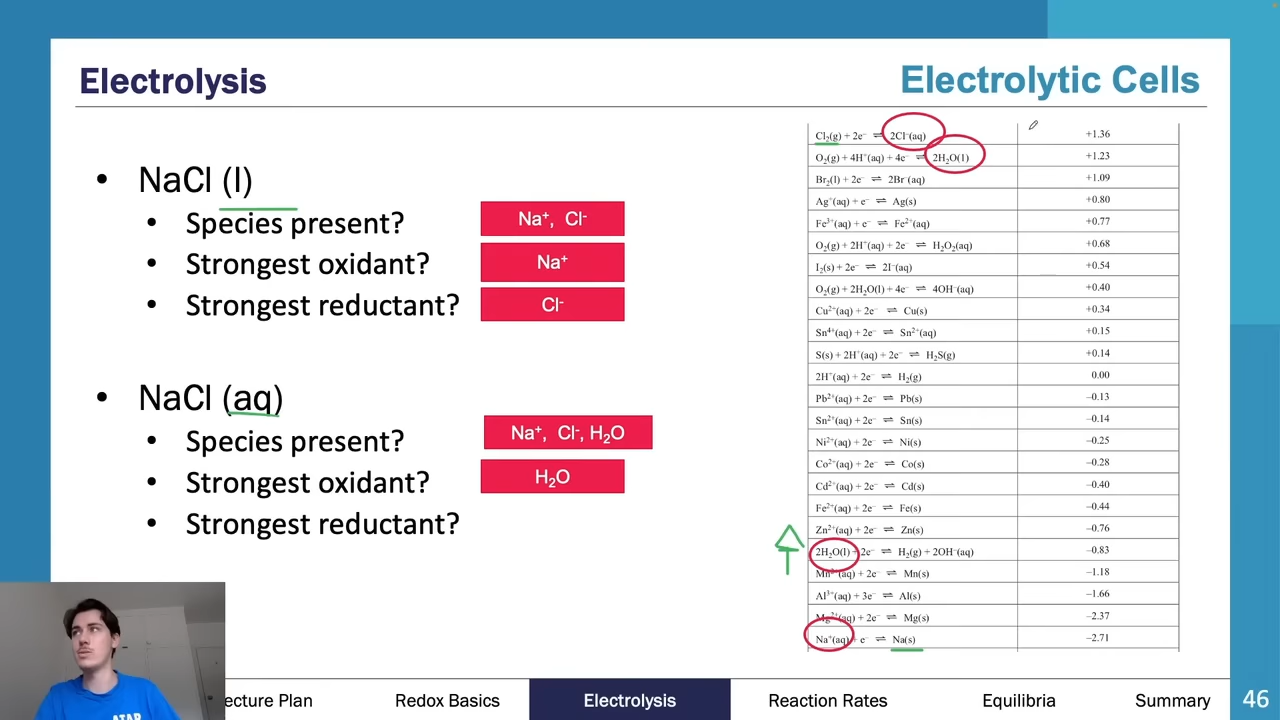 Electrolysis
Electrolytic Cells
• NaCl (l)
• Species present?
Na⁺, Cl⁻
• Strongest oxidant?
Na⁺
• Strongest reductant?
Cl⁻
• NaCl (aq)
• Species present?
Na⁺, Cl⁻, H₂O
• Strongest oxidant?
H₂O
• Strongest reductant?
Cl₂(g) + 2e⁻ ⇌ 2Cl⁻(aq) +1.36
O₂(g) + 4H⁺(aq) + 4e⁻ ⇌ 2H₂O(l) +1.23
Br₂(l) + 2e⁻ ⇌ 2Br⁻(aq) +1.09
Ag⁺(aq) + e⁻ ⇌ Ag(s) +0.80
Fe³⁺(aq) + e⁻ ⇌ Fe²⁺(aq) +0.77
O₂(g) + 2H⁺(aq) + 2e⁻ ⇌ H₂O₂(aq) +0.68
I₂(s) + 2e⁻ ⇌ 2I⁻(aq) +0.54
O₂(g) + 2H₂O(l) + 4e⁻ ⇌ 4OH⁻(aq) +0.40
Cu²⁺(aq) + 2e⁻ ⇌ Cu(s) +0.34
Sn⁴⁺(aq) + 2e⁻ ⇌ Sn²⁺(aq) +0.15
S(s) + 2H⁺(aq) + 2e⁻ ⇌ H₂S(g) +0.14
2H⁺(aq) + 2e⁻ ⇌ H₂(g) 0.00
Pb²⁺(aq) + 2e⁻ ⇌ Pb(s) −0.13
Sn²⁺(aq) + 2e⁻ ⇌ Sn(s) −0.14
Ni²⁺(aq) + 2e⁻ ⇌ Ni(s) −0.25
Co²⁺(aq) + 2e⁻ ⇌ Co(s) −0.28
Cd²⁺(aq) + 2e⁻ ⇌ Cd(s) −0.40
Fe²⁺(aq) + 2e⁻ ⇌ Fe(s) −0.44
Zn²⁺(aq) + 2e⁻ ⇌ Zn(s) −0.76
2H₂O(l) + 2e⁻ ⇌ H₂(g) + 2OH⁻(aq) −0.83
Mn²⁺(aq) + 2e⁻ ⇌ Mn(s) −1.18
Al³⁺(aq) + 3e⁻ ⇌ Al(s) −1.66
Mg²⁺(aq) + 2e⁻ ⇌ Mg(s) −2.37
Na⁺(aq) + e⁻ ⇌ Na(s) −2.71
ecture Plan
Redox Basics
Electrolysis
Reaction Rates
Equilibria
Summary
46
ATAR